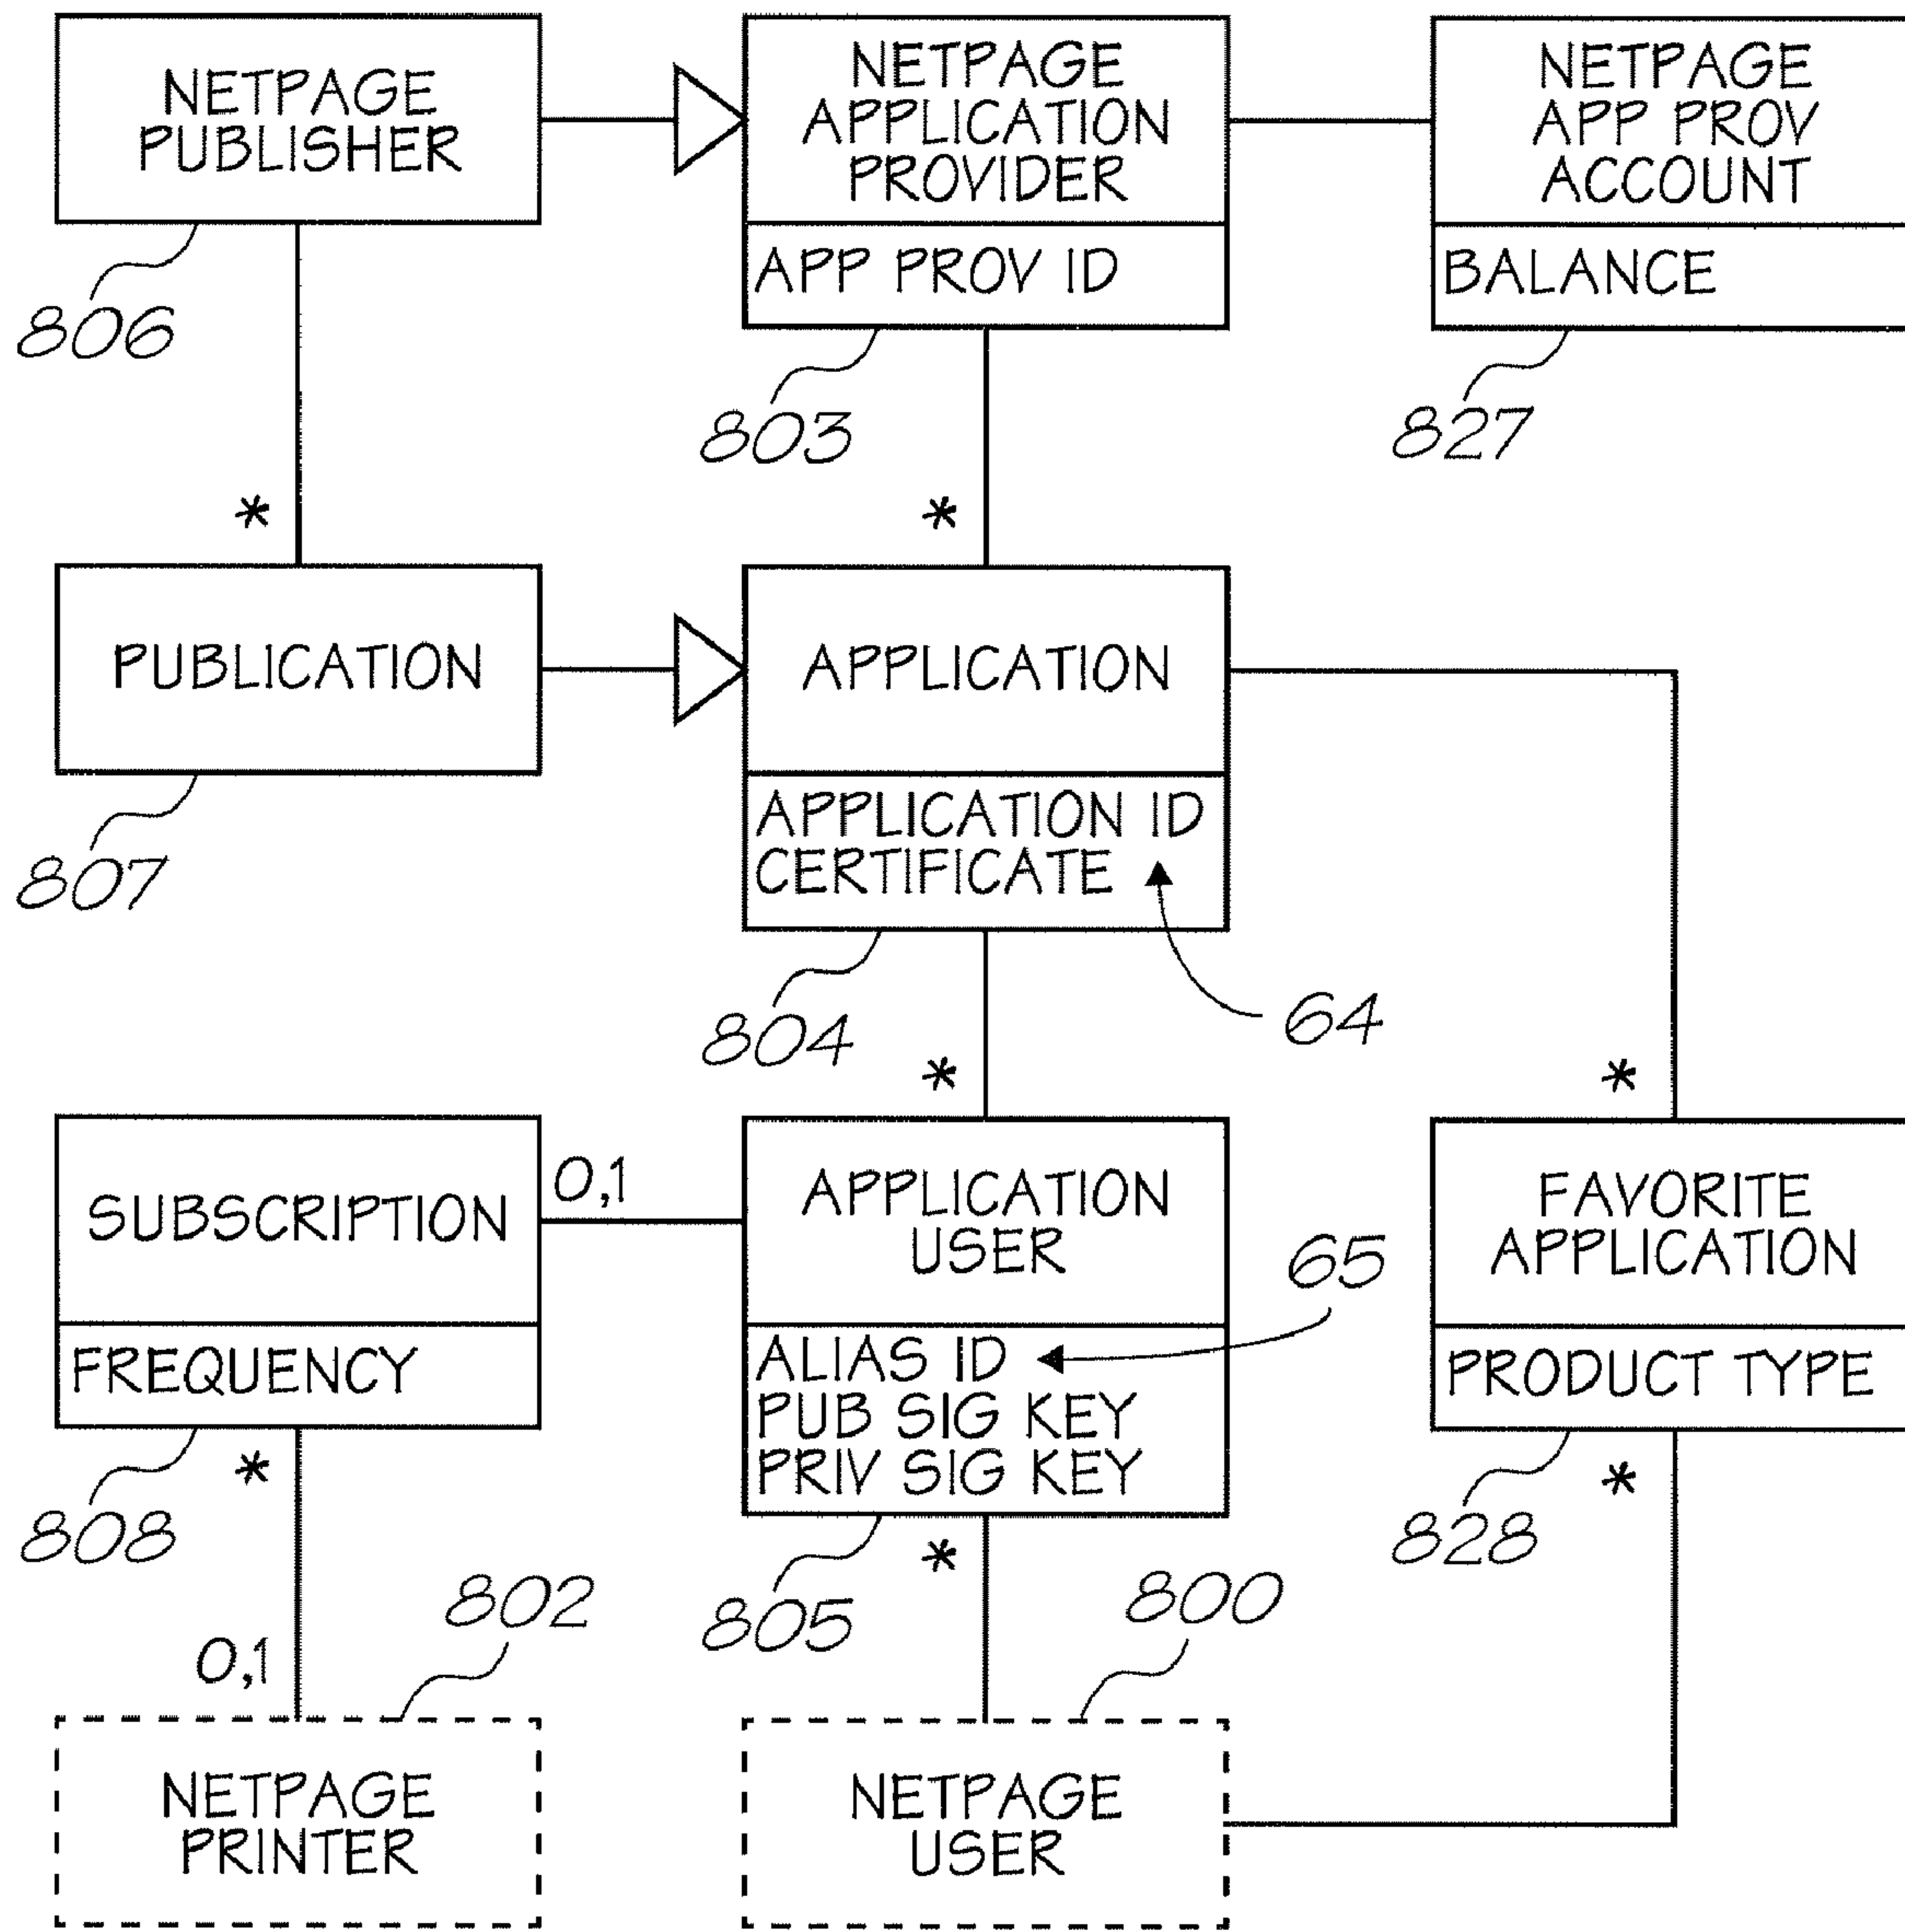 NETPAGE
PUBLISHER
NETPAGE
APPLICATION
PROVIDER
APP PROV ID
NETPAGE
APP PROV
ACCOUNT
BALANCE
806
803
827
*
*
PUBLICATION
APPLICATION
APPLICATION ID
CERTIFICATE
807
804
64
*
*
SUBSCRIPTION
FREQUENCY
0,1
APPLICATION
USER
ALIAS ID
PUB SIG KEY
PRIV SIG KEY
65
FAVORITE
APPLICATION
PRODUCT TYPE
*
*
*
808
805
828
802
800
0,1
NETPAGE
PRINTER
NETPAGE
USER